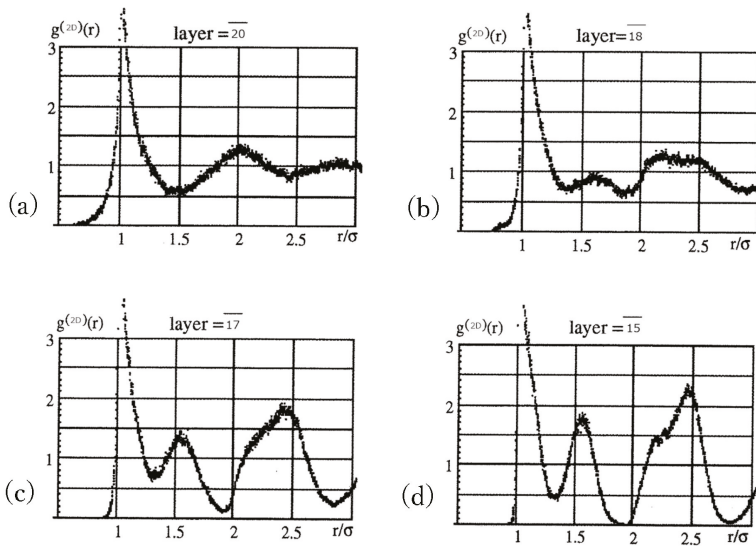 g(2D)(r) layer = 20
3
2
1
(a)
1 1.5 2 2.5 r/σ
g(2D)(r) layer=18
3
2
1
(b)
1 1.5 2 2.5 r/σ
g(2D)(r) layer = 17
3
2
1
(c)
1 1.5 2 2.5 r/σ
g(2D)(r) layer = 15
3
2
1
(d)
1 1.5 2 2.5 r/σ